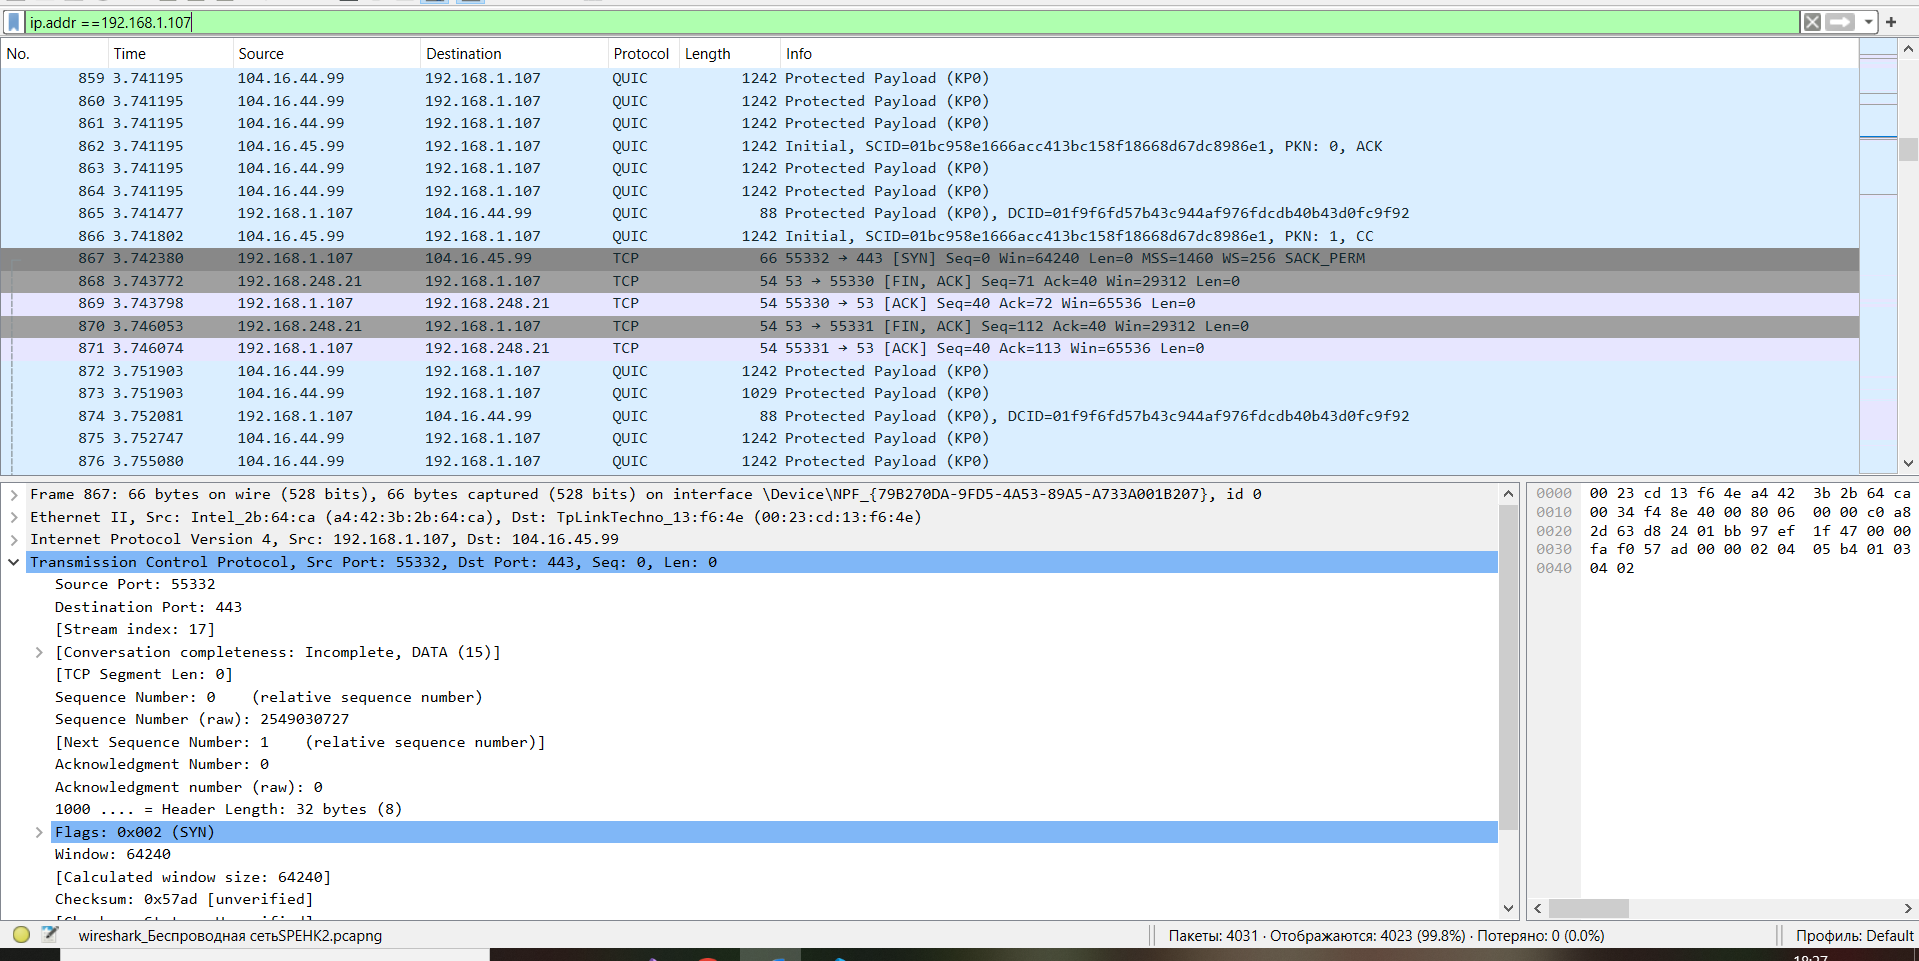 ip.addr ==192.168.1.107
No. Time Source Destination Protocol Length Info
859 3.741195 104.16.44.99 192.168.1.107 QUIC 1242 Protected Payload (KP0)
860 3.741195 104.16.44.99 192.168.1.107 QUIC 1242 Protected Payload (KP0)
861 3.741195 104.16.44.99 192.168.1.107 QUIC 1242 Protected Payload (KP0)
862 3.741195 104.16.45.99 192.168.1.107 QUIC 1242 Initial, SCID=01bc958e1666acc413bc158f18668d67dc8986e1, PKN: 0, ACK
863 3.741195 104.16.44.99 192.168.1.107 QUIC 1242 Protected Payload (KP0)
864 3.741195 104.16.44.99 192.168.1.107 QUIC 1242 Protected Payload (KP0)
865 3.741477 192.168.1.107 104.16.44.99 QUIC 88 Protected Payload (KP0), DCID=01f9f6fd57b43c944af976fdcdb40b43d0fc9f92
866 3.741802 104.16.45.99 192.168.1.107 QUIC 1242 Initial, SCID=01bc958e1666acc413bc158f18668d67dc8986e1, PKN: 1, CC
867 3.742380 192.168.1.107 104.16.45.99 TCP 66 55332 → 443 [SYN] Seq=0 Win=64240 Len=0 MSS=1460 WS=256 SACK_PERM
868 3.743772 192.168.248.21 192.168.1.107 TCP 54 53 → 55330 [FIN, ACK] Seq=71 Ack=40 Win=29312 Len=0
869 3.743798 192.168.1.107 192.168.248.21 TCP 54 55330 → 53 [ACK] Seq=40 Ack=72 Win=65536 Len=0
870 3.746053 192.168.248.21 192.168.1.107 TCP 54 53 → 55331 [FIN, ACK] Seq=112 Ack=40 Win=29312 Len=0
871 3.746074 192.168.1.107 192.168.248.21 TCP 54 55331 → 53 [ACK] Seq=40 Ack=113 Win=65536 Len=0
872 3.751903 104.16.44.99 192.168.1.107 QUIC 1242 Protected Payload (KP0)
873 3.751903 104.16.44.99 192.168.1.107 QUIC 1029 Protected Payload (KP0)
874 3.752081 192.168.1.107 104.16.44.99 QUIC 88 Protected Payload (KP0), DCID=01f9f6fd57b43c944af976fdcdb40b43d0fc9f92
875 3.752747 104.16.44.99 192.168.1.107 QUIC 1242 Protected Payload (KP0)
876 3.755080 104.16.44.99 192.168.1.107 QUIC 1242 Protected Payload (KP0)
Frame 867: 66 bytes on wire (528 bits), 66 bytes captured (528 bits) on interface \Device\NPF_{79B270DA-9FD5-4A53-89A5-A733A001B207}, id 0
Ethernet II, Src: Intel_2b:64:ca (a4:42:3b:2b:64:ca), Dst: TpLinkTechno_13:f6:4e (00:23:cd:13:f6:4e)
Internet Protocol Version 4, Src: 192.168.1.107, Dst: 104.16.45.99
Transmission Control Protocol, Src Port: 55332, Dst Port: 443, Seq: 0, Len: 0
Source Port: 55332
Destination Port: 443
[Stream index: 17]
[Conversation completeness: Incomplete, DATA (15)]
[TCP Segment Len: 0]
Sequence Number: 0 (relative sequence number)
Sequence Number (raw): 2549030727
[Next Sequence Number: 1 (relative sequence number)]
Acknowledgment Number: 0
Acknowledgment number (raw): 0
1000 .... = Header Length: 32 bytes (8)
Flags: 0x002 (SYN)
Window: 64240
[Calculated window size: 64240]
Checksum: 0x57ad [unverified]
0000 00 23 cd 13 f6 4e a4 42 3b 2b 64 ca
0010 00 34 f4 8e 40 00 80 06 00 00 c0 a8
0020 2d 63 d8 24 01 bb 97 ef 1f 47 00 00
0030 fa f0 57 ad 00 00 02 04 05 b4 01 03
0040 04 02
wireshark_Беспроводная сетьSPEHK2.pcapng
Пакеты: 4031 · Отображаются: 4023 (99.8%) · Потеряно: 0 (0.0%)
Профиль: Default